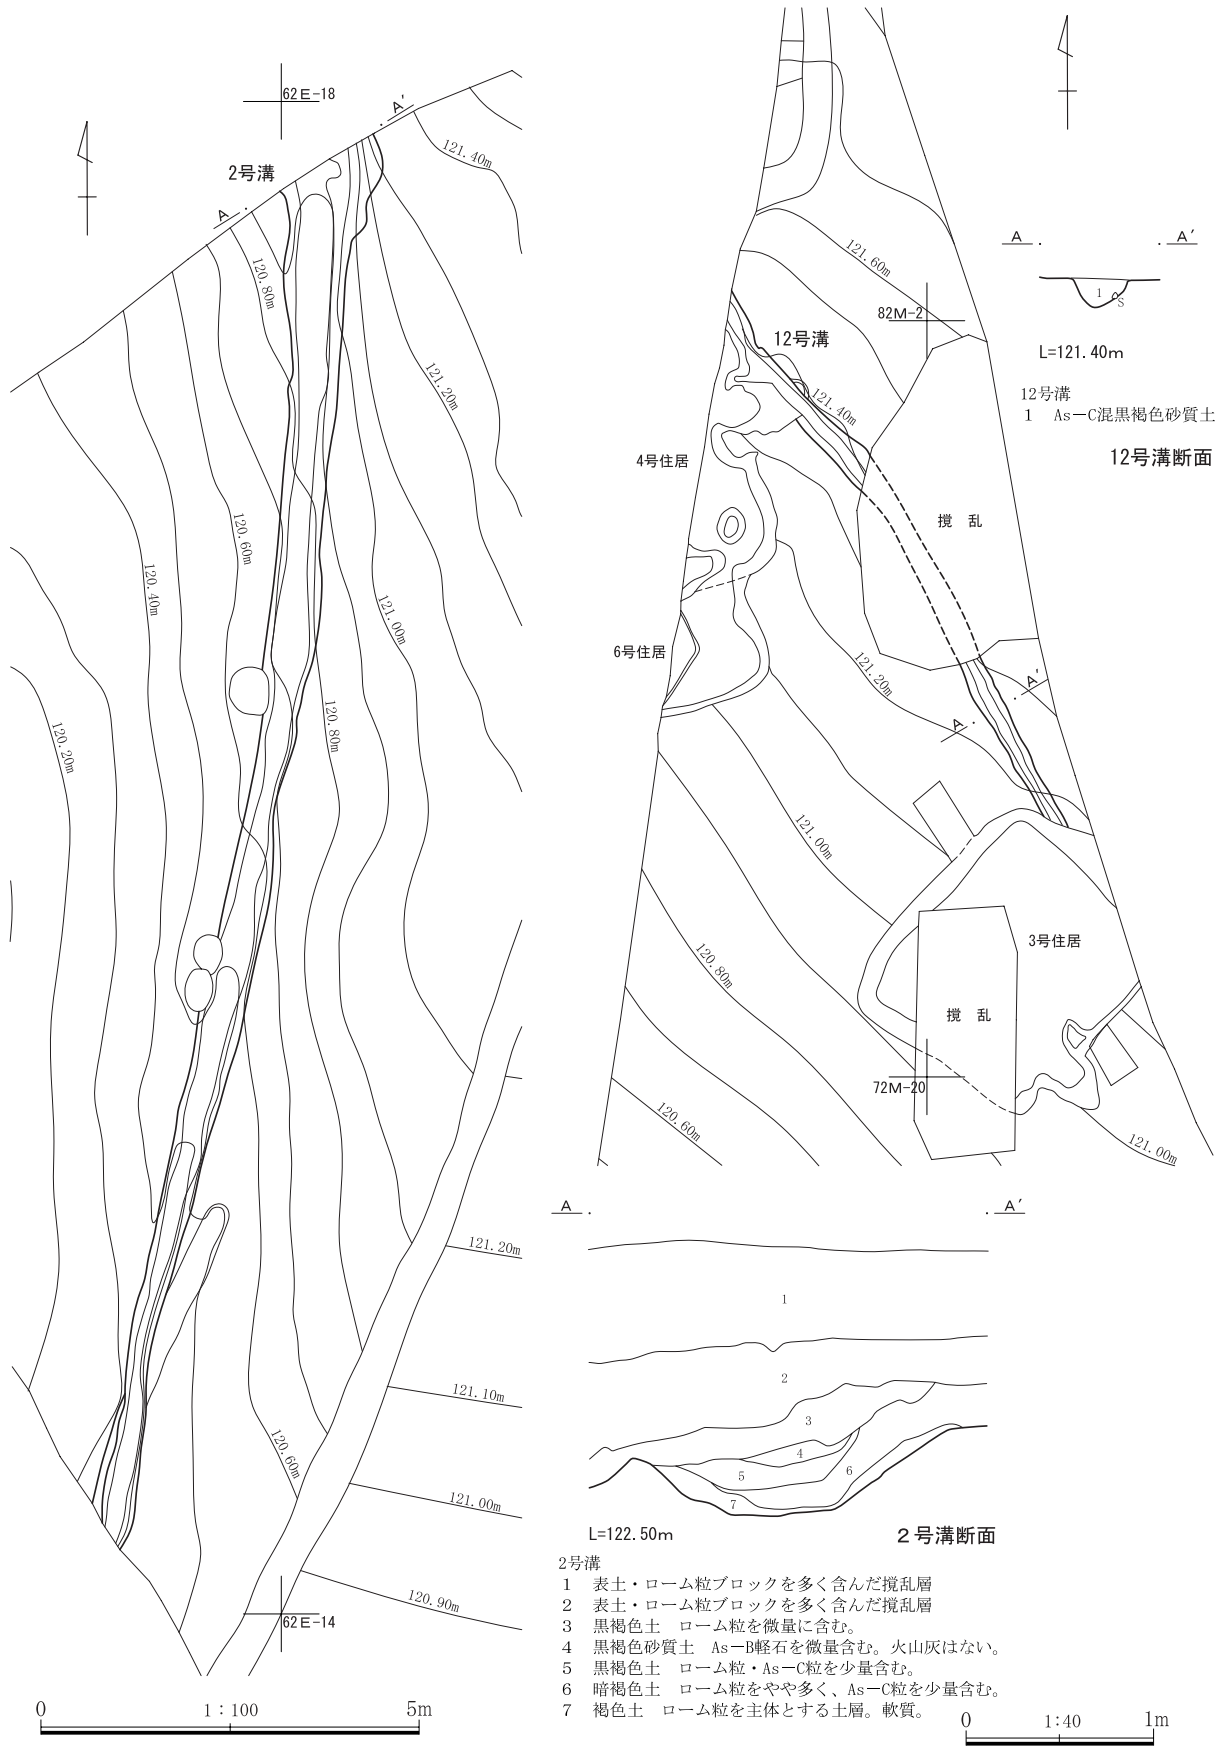 62E-18
A'
2号溝
A
121.40m
120.80m
121.20m
120.60m
120.40m
121.00m
120.20m
120.80m
121.20m
121.10m
120.60m
121.00m
120.90m
62E-14
0 1:100 5m
121.60m
82M-2
12号溝
121.40m
4号住居
撹 乱
6号住居
121.20m
A'
A
121.00m
3号住居
120.80m
撹 乱
72M-20
120.60m
121.00m
A A'
1
S
L=121.40m
12号溝
1 As-C混黒褐色砂質土
12号溝断面
A A'
1
2
3
4
5
6
7
L=122.50m
2号溝断面
2号溝
1 表土・ローム粒ブロックを多く含んだ撹乱層
2 表土・ローム粒ブロックを多く含んだ撹乱層
3 黒褐色土 ローム粒を微量に含む。
4 黒褐色砂質土 As-B軽石を微量含む。火山灰はない。
5 黒褐色土 ローム粒・As-C粒を少量含む。
6 暗褐色土 ローム粒をやや多く、As-C粒を少量含む。
7 褐色土 ローム粒を主体とする土層。軟質。
0 1:40 1m